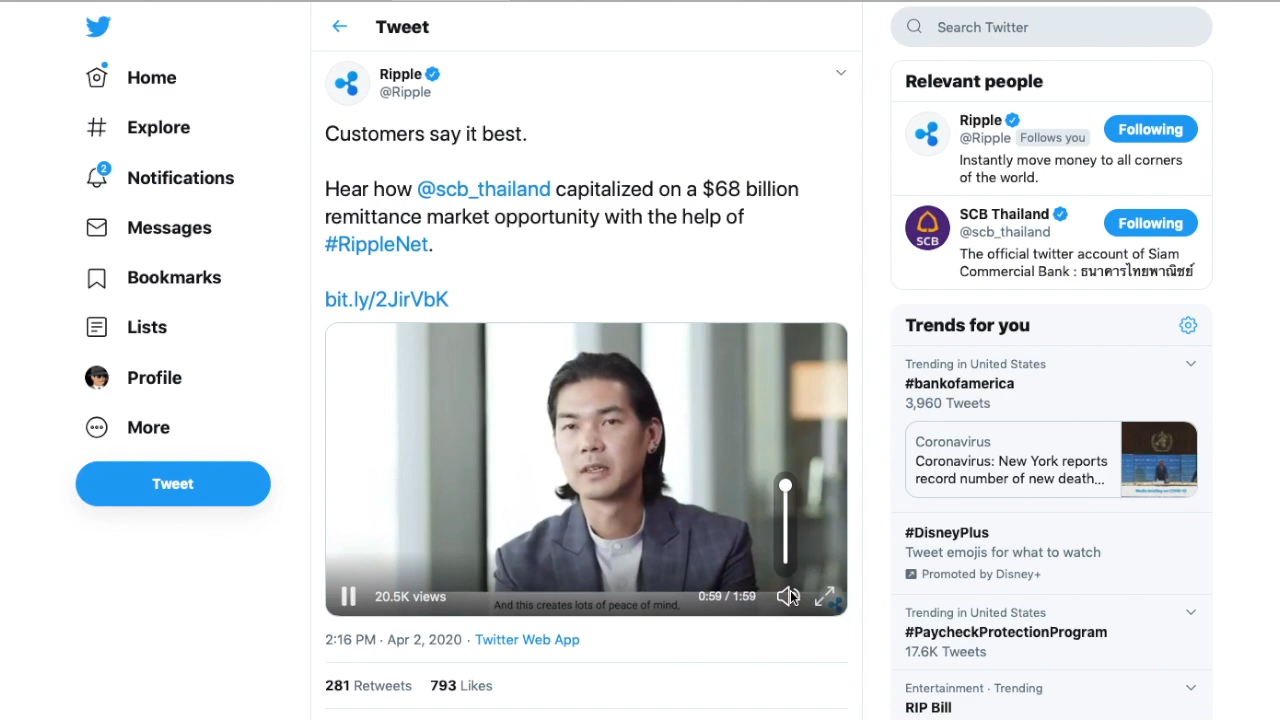 Home
Explore
2
Notifications
Messages
Bookmarks
Lists
Profile
More
Tweet
Tweet
Ripple
@Ripple
Customers say it best.
Hear how @scb_thailand capitalized on a $68 billion
remittance market opportunity with the help of
#RippleNet.
bit.ly/2JirVbK
20.5K views
And this creates lots of peace of mind,
0:59 / 1:59
2:16 PM · Apr 2, 2020 · Twitter Web App
281 Retweets 793 Likes
Search Twitter
Relevant people
Ripple
@Ripple Follows you
Following
Instantly move money to all corners
of the world.
SCB
SCB Thailand
@scb_thailand
Following
The official twitter account of Siam
Commercial Bank : ธนาคารไทยพาณิชย์
Trends for you
Trending in United States
#bankofamerica
3,960 Tweets
Coronavirus
Coronavirus: New York reports
record number of new death...
#DisneyPlus
Tweet emojis for what to watch
Promoted by Disney+
Trending in United States
#PaycheckProtectionProgram
17.6K Tweets
Entertainment · Trending
RIP Bill